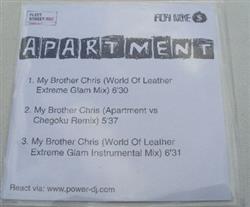 FLEET
STREET
APARTMENT
1. My Brother Chris (World Of Leather
Extreme Glam Mix) 6'30
2. My Brother Chris (Apartment vs
Chegoku Remix) 5'37
3. My Brother Chris (World Of Leather
Extreme Glam Instrumental Mix) 6'31
React via: www.power-dj.com